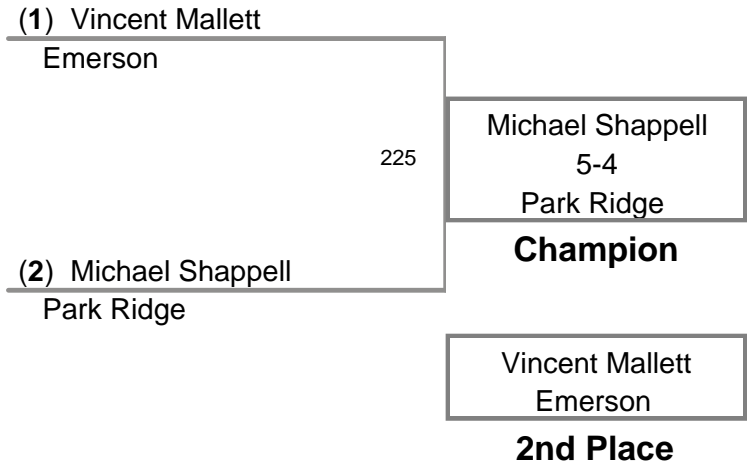 (1) Vincent Mallett
Emerson
225
Michael Shappell
5-4
Park Ridge
Champion
(2) Michael Shappell
Park Ridge
Vincent Mallett
Emerson
2nd Place